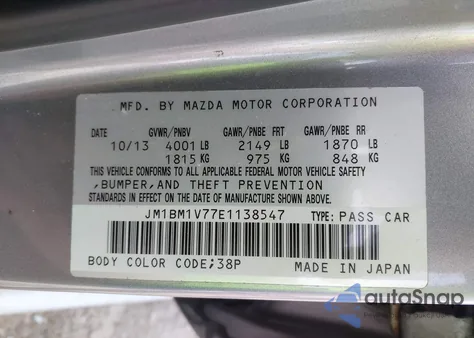 MFD. BY MAZDA MOTOR CORPORATION
DATE GVWR/PNBV GAWR/PNBE FRT GAWR/PNBE RR
10/13 4001 LB 2149 LB 1870 LB
1815 KG 975 KG 848 KG
THIS VEHICLE CONFORMS TO ALL APPLICABLE FEDERAL MOTOR VEHICLE SAFETY
,BUMPER,AND THEFT PREVENTION
STANDARDS IN EFFECT ON THE DATE OF MANUFACTURE SHOWN ABOVE.
JM1BM1V77E1138547 TYPE: PASS CAR
BODY COLOR CODE;38P MADE IN JAPAN
autoSnap
POWERED BY